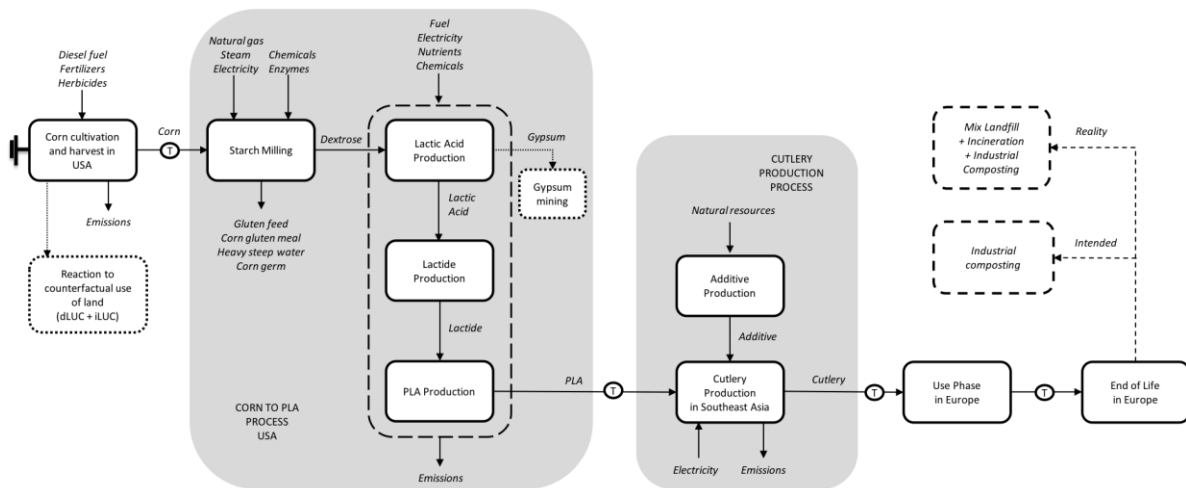 Diesel fuel
Fertilizers
Herbicides
Corn cultivation
and harvest in
USA
Emissions
Reaction to
counterfactual use
of land
(dLUC + iLUC)
Corn
T
Natural gas
Steam
Electricity
Chemicals
Enzymes
Starch Milling
Gluten feed
Corn gluten meal
Heavy steep water
Corn germ
Dextrose
Fuel
Electricity
Nutrients
Chemicals
Lactic Acid
Production
Gypsum
Gypsum
mining
Lactic
Acid
Lactide
Production
Lactide
PLA Production
Emissions
CORN TO PLA
PROCESS
USA
PLA
T
CUTLERY
PRODUCTION
PROCESS
Natural resources
Additive
Production
Additive
Cutlery
Production
in Southeast Asia
Electricity
Emissions
Cutlery
T
Use Phase
in Europe
T
End of Life
in Europe
Mix Landfill
+ Incineration
+ Industrial
Composting
Reality
Industrial
composting
Intended